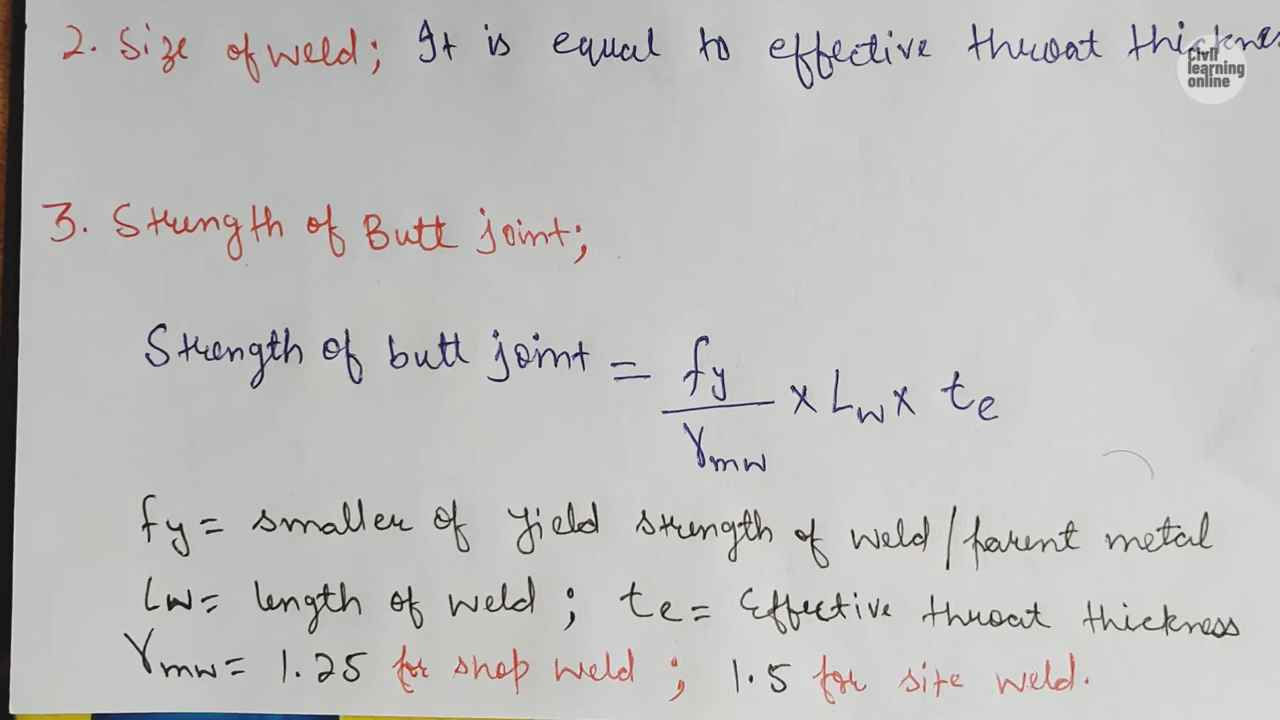 2. Size of weld; It is equal to effective throat thicknes
Civil
learning
online
3. Strength of Butt joint;
Strength of butt joint = fy / γmw × Lw × te
fy = smaller of yield strength of weld / parent metal
Lw = length of weld ; te = Effective throat thickness
γmw = 1.25 for shop weld ; 1.5 for site weld.